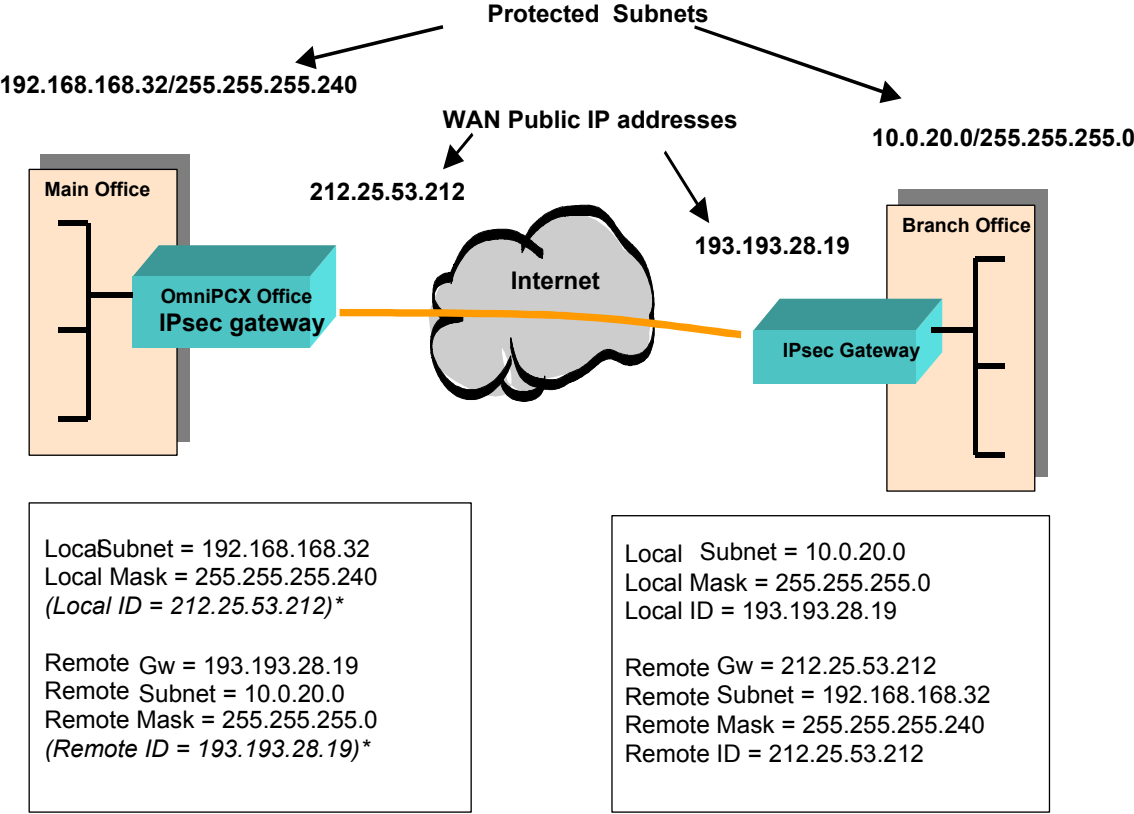 Protected Subnets
192.168.168.32/255.255.255.240
WAN Public IP addresses
10.0.20.0/255.255.255.0
212.25.53.212
193.193.28.19
Main Office
OmniPCX Office
IPsec gateway
Internet
Branch Office
IPsec Gateway
LocalSubnet = 192.168.168.32
Local Mask = 255.255.255.240
(Local ID = 212.25.53.212)*
Remote Gw = 193.193.28.19
Remote Subnet = 10.0.20.0
Remote Mask = 255.255.255.0
(Remote ID = 193.193.28.19)*
Local Subnet = 10.0.20.0
Local Mask = 255.255.255.0
Local ID = 193.193.28.19
Remote Gw = 212.25.53.212
Remote Subnet = 192.168.168.32
Remote Mask = 255.255.255.240
Remote ID = 212.25.53.212